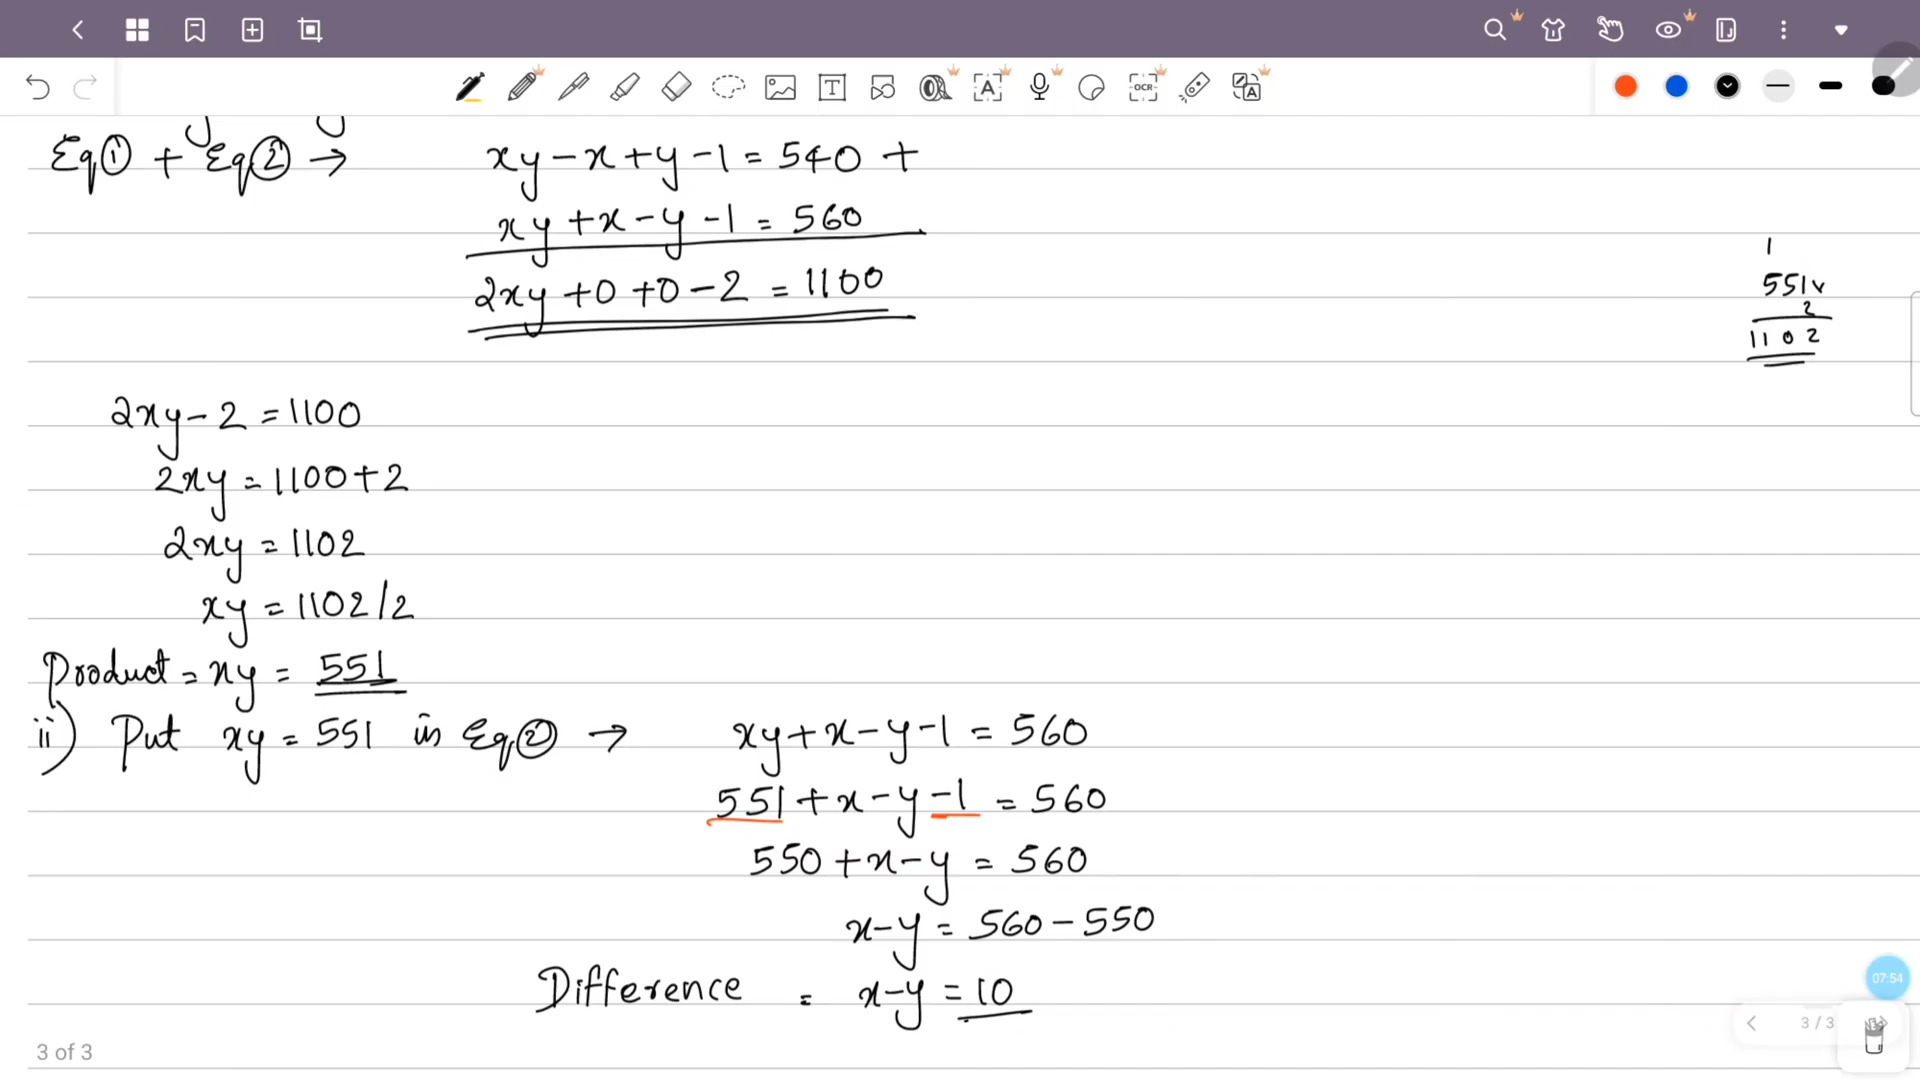 Eq① + Eq② → xy - x + y - 1 = 540 +
xy + x - y - 1 = 560
2xy + 0 + 0 - 2 = 1100
1
551 ×
2
1102
2xy - 2 = 1100
2xy = 1100 + 2
2xy = 1102
xy = 1102/2
Product = xy = 551
ii) Put xy = 551 in Eq② → xy + x - y - 1 = 560
551 + x - y - 1 = 560
550 + x - y = 560
x - y = 560 - 550
Difference = x - y = 10
07:54
3 / 3
3 of 3